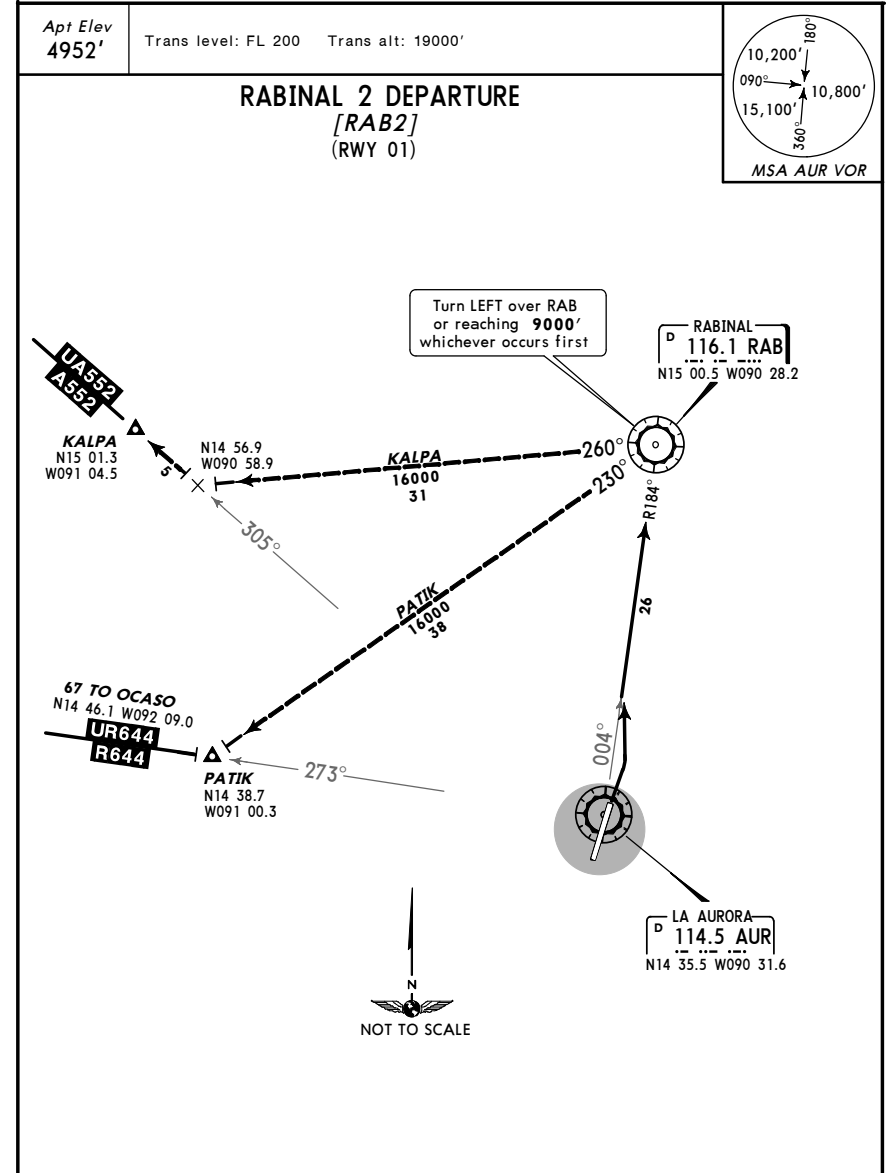 Apt Elev
4952'
Trans level: FL 200 Trans alt: 19000'
180°
10,200'
090°
10,800'
15,100'
360°
MSA AUR VOR
RABINAL 2 DEPARTURE
[RAB2]
(RWY 01)
Turn LEFT over RAB
or reaching 9000'
whichever occurs first
RABINAL
D 116.1 RAB
N15 00.5 W090 28.2
UA552
A552
KALPA
N15 01.3
W091 04.5
5
N14 56.9
W090 58.9
KALPA
16000
31
260°
230°
R184°
305°
PATIK
16000
38
26
67 TO OCASO
N14 46.1 W092 09.0
UR644
R644
PATIK
N14 38.7
W091 00.3
273°
004°
LA AURORA
D 114.5 AUR
N14 35.5 W090 31.6
N
NOT TO SCALE